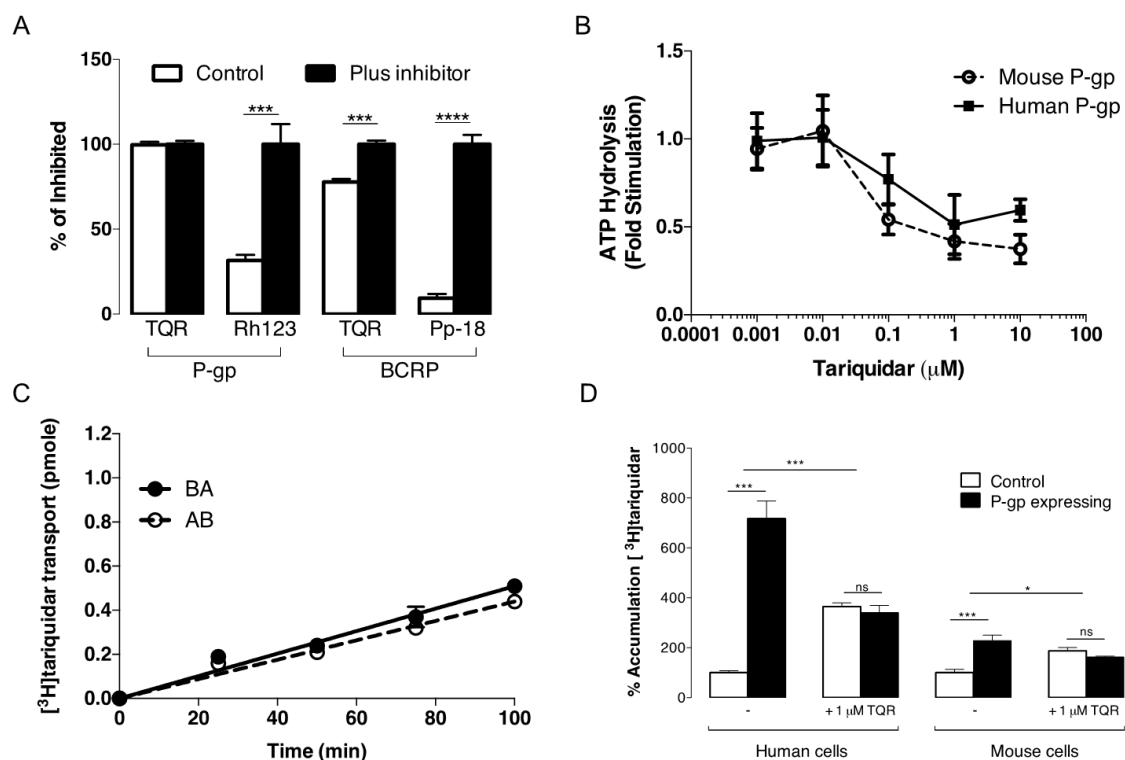 A
150
100
50
0
% of Inhibited
Control
Plus inhibitor
***
***
****
TQR
Rh123
TQR
Pp-18
P-gp
BCRP
B
1.5
1.0
0.5
0.0
ATP Hydrolysis
(Fold Stimulation)
Mouse P-gp
Human P-gp
0.0001
0.001
0.01
0.1
1
10
100
Tariquidar (μM)
C
1.2
1.0
0.8
0.6
0.4
0.2
0.0
[³H]tariquidar transport (pmole)
BA
AB
0
20
40
60
80
100
Time (min)
D
1000
800
600
400
200
0
% Accumulation [ ³H]tariquidar
Control
P-gp expressing
***
***
ns
*
***
ns
-
+ 1 μM TQR
-
+ 1 μM TQR
Human cells
Mouse cells